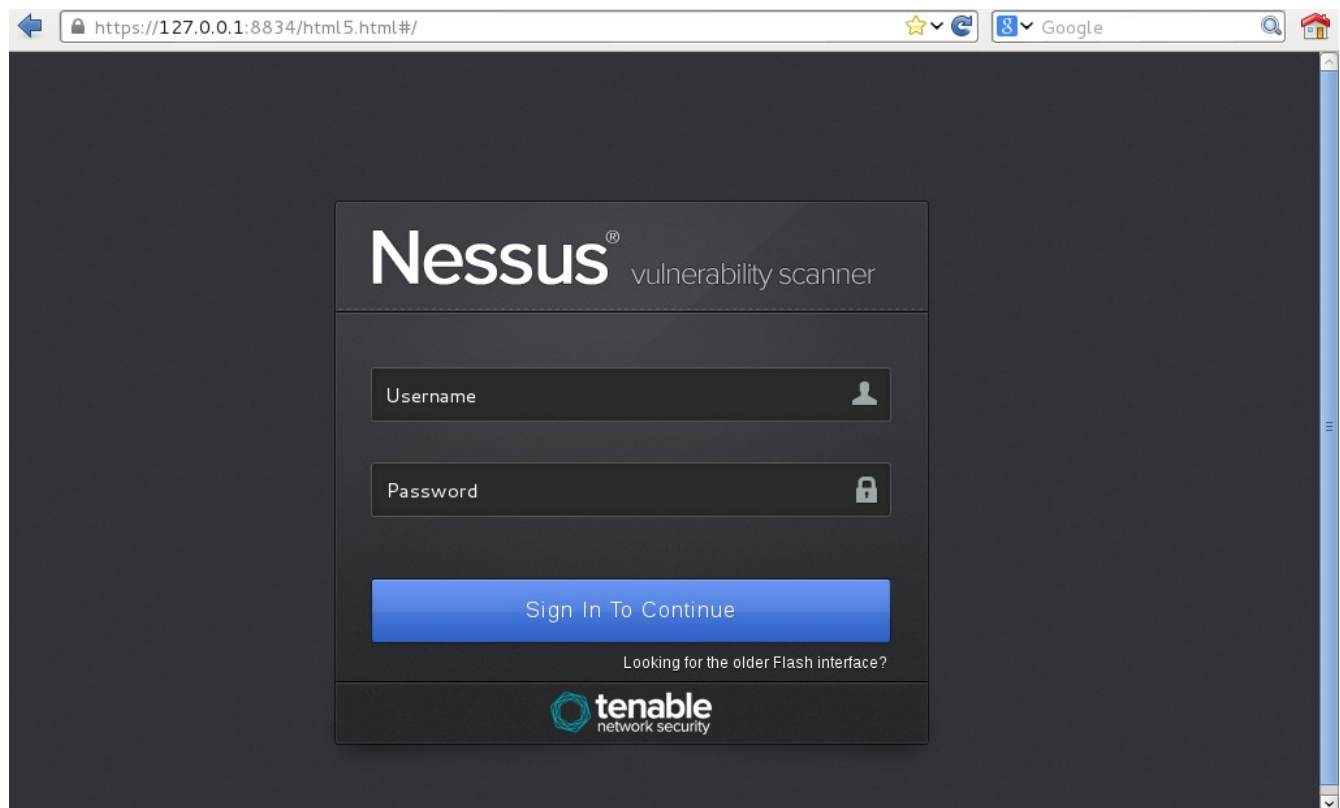 https://127.0.0.1:8834/html5.html#/
8 Google
Nessus® vulnerability scanner
Username
Password
Sign In To Continue
Looking for the older Flash interface?
tenable
network security